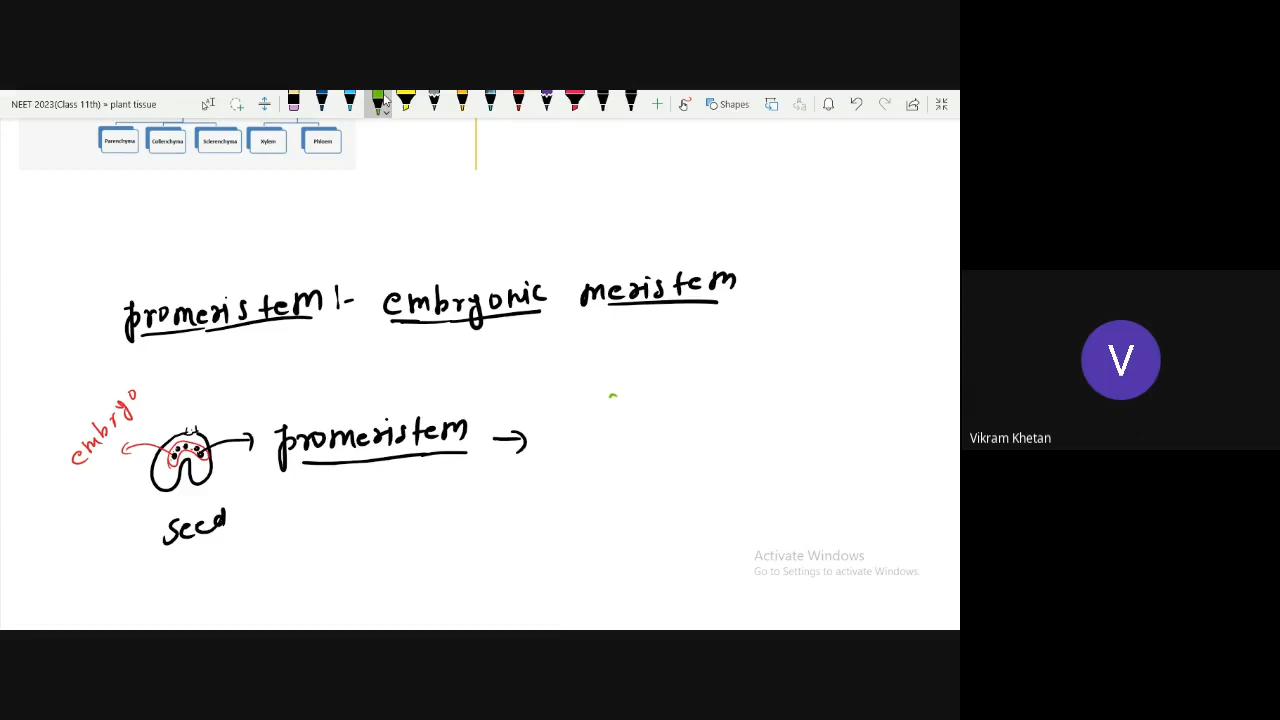 NEET 2023(Class 11th) » plant tissue
Shapes
Parenchyma Collenchyma Sclerenchyma Xylem Phloem
promeristem :- embryonic meristem
embryo
promeristem →
seed
V
Vikram Khetan
Activate Windows
Go to Settings to activate Windows.